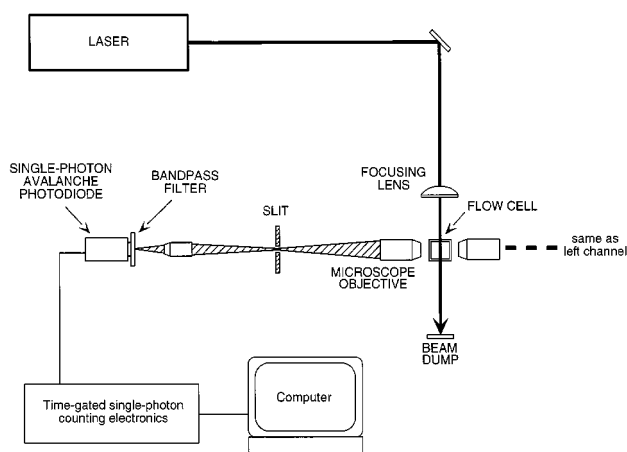 LASER
FOCUSING
LENS
SINGLE-PHOTON
AVALANCHE
PHOTODIODE
BANDPASS
FILTER
SLIT
FLOW CELL
same as
left channel
MICROSCOPE
OBJECTIVE
BEAM
DUMP
Time-gated single-photon
counting electronics
Computer